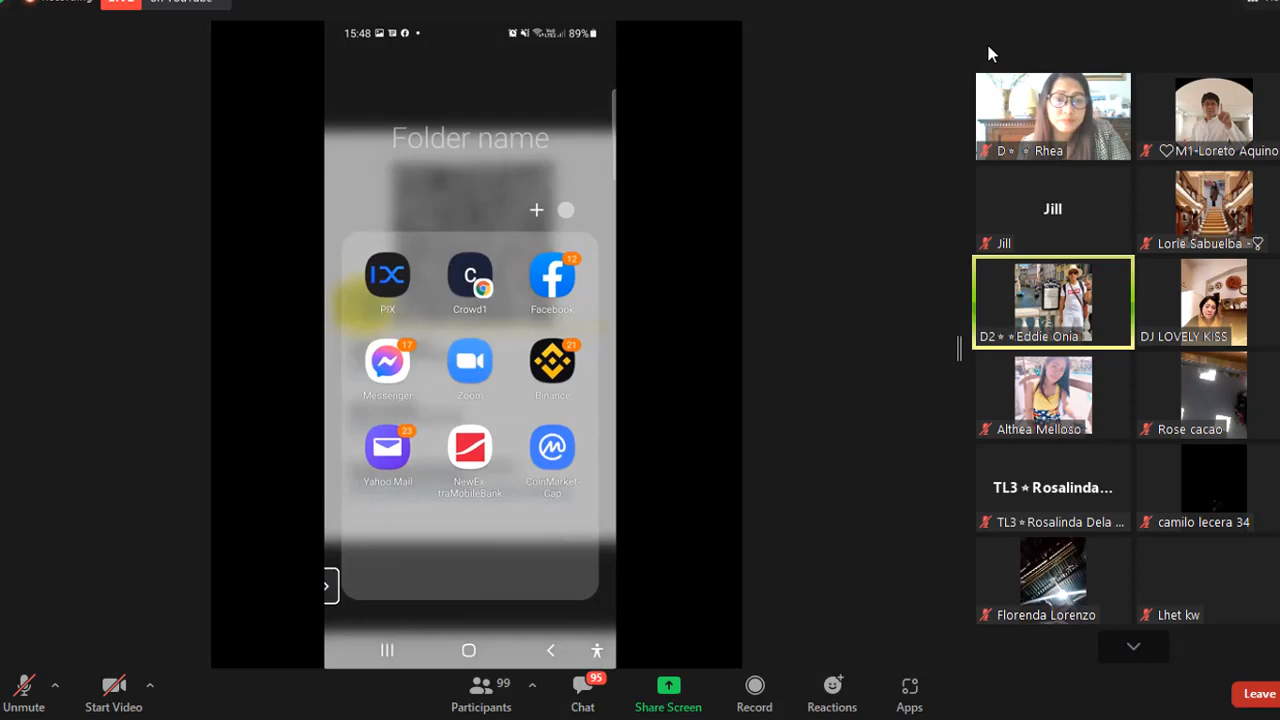 LIVE
15:48
89%
Folder name
12
PIX
Crowd1
Facebook
17
21
Messenger
Zoom
Binance
23
Yahoo Mail
NewEx-
traMobileBank
CoinMarket-
Cap
D⭐ ⭐ Rhea
♡M1-Loreto Aquino
Jill
Jill
Lorie Sabuelba -
D2⭐⭐Eddie Onia
DJ LOVELY KISS
Althea Melloso
Rose cacao
TL3⭐Rosalinda...
TL3⭐Rosalinda Dela ...
camilo lecera 34
Florenda Lorenzo
Lhet kw
Unmute
Start Video
99
Participants
95
Chat
Share Screen
Record
Reactions
Apps
Leave